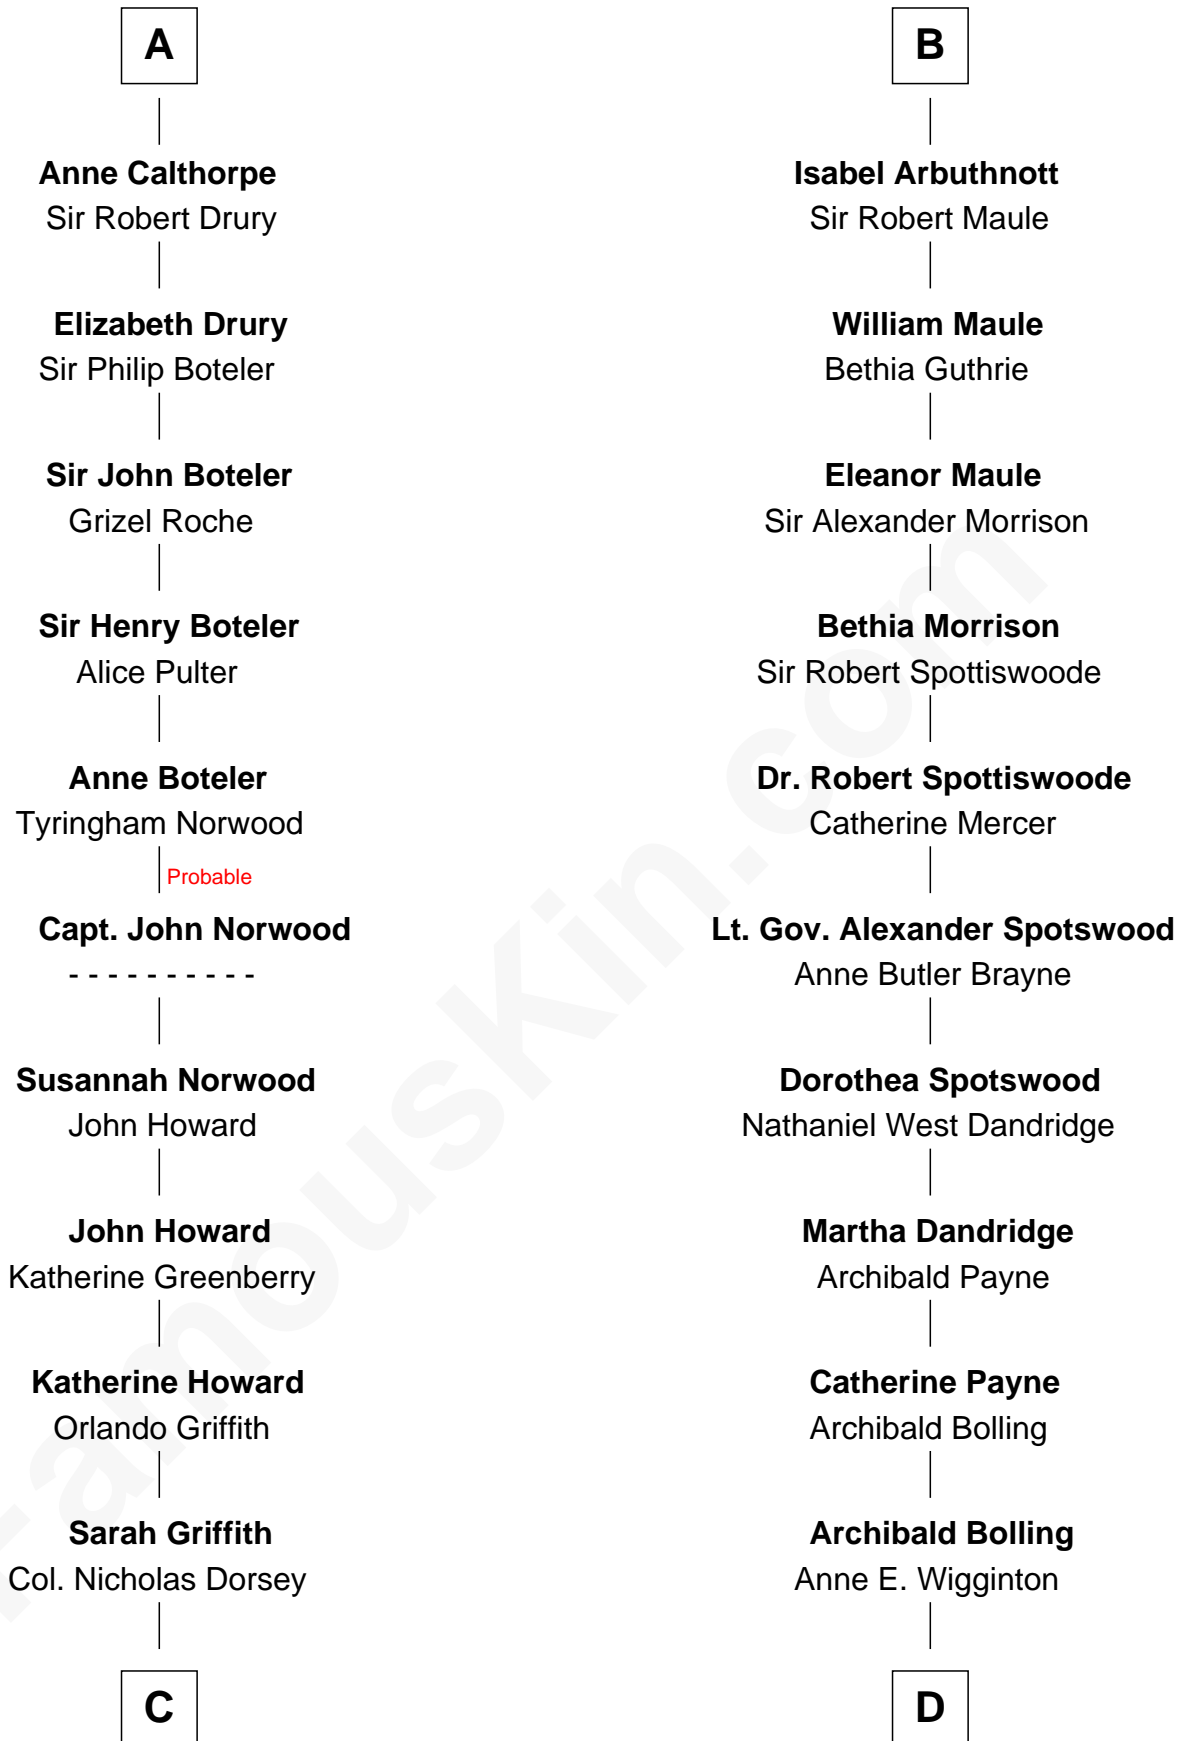 A
Anne Calthorpe
Sir Robert Drury
Elizabeth Drury
Sir Philip Boteler
Sir John Boteler
Grizel Roche
Sir Henry Boteler
Alice Pulter
Anne Boteler
Tyringham Norwood
Probable
Capt. John Norwood
- - - - - - - - - -
Susannah Norwood
John Howard
John Howard
Katherine Greenberry
Katherine Howard
Orlando Griffith
Sarah Griffith
Col. Nicholas Dorsey
C
B
Isabel Arbuthnott
Sir Robert Maule
William Maule
Bethia Guthrie
Eleanor Maule
Sir Alexander Morrison
Bethia Morrison
Sir Robert Spottiswoode
Dr. Robert Spottiswoode
Catherine Mercer
Lt. Gov. Alexander Spotswood
Anne Butler Brayne
Dorothea Spotswood
Nathaniel West Dandridge
Martha Dandridge
Archibald Payne
Catherine Payne
Archibald Bolling
Archibald Bolling
Anne E. Wigginton
D
FamousKin.com